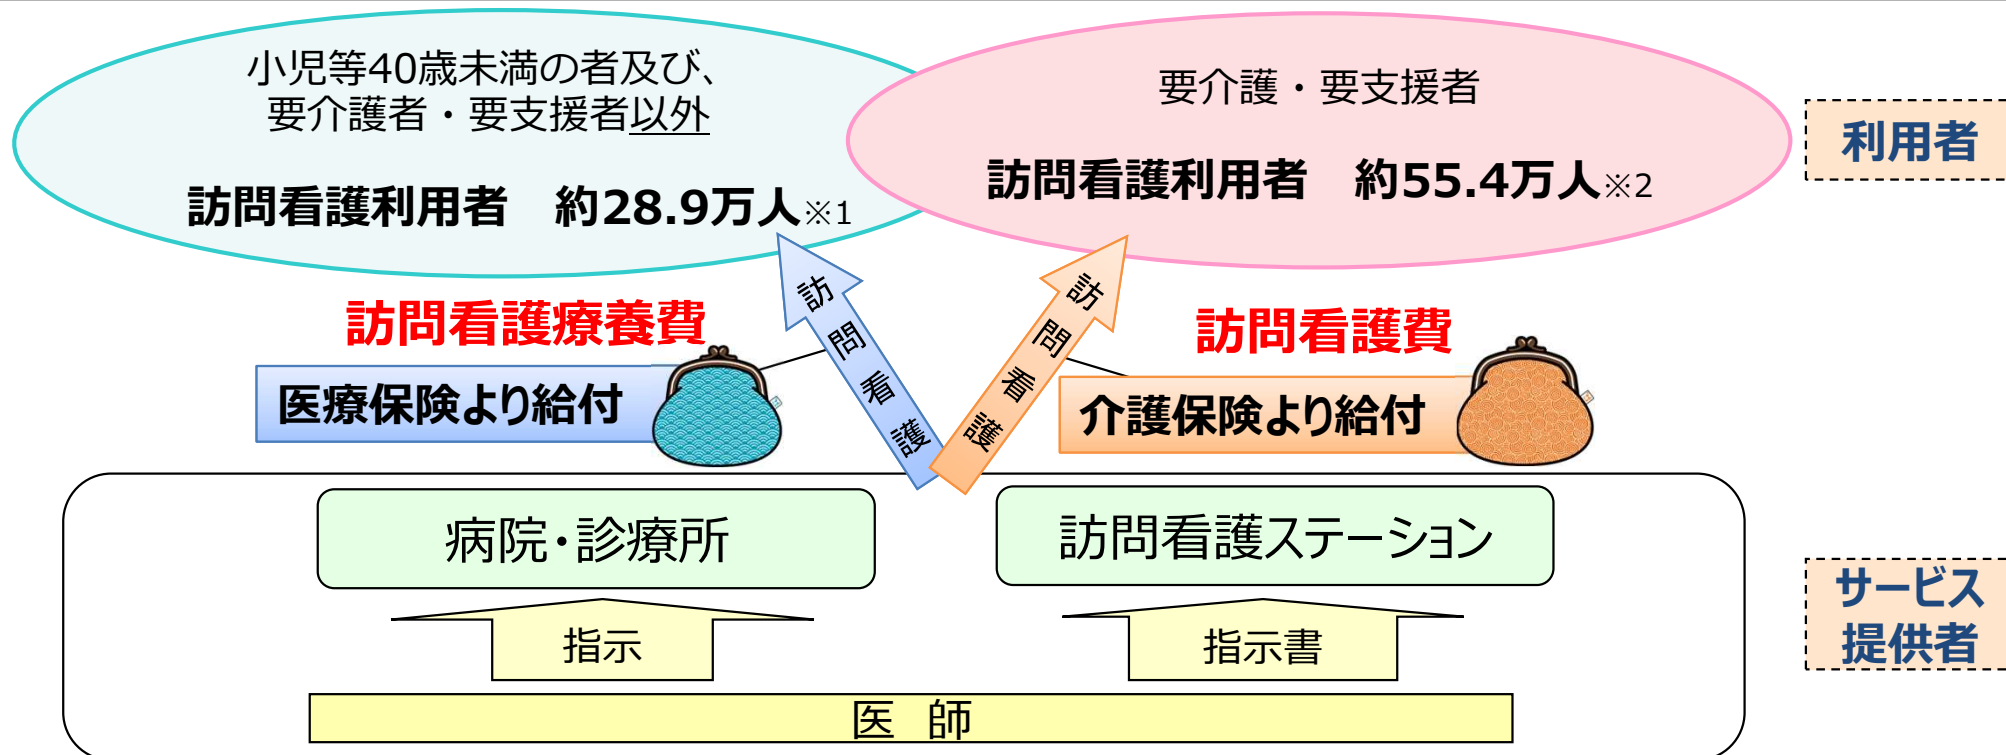 小児等40歳未満の者及び、
要介護者・要支援者以外
訪問看護利用者　約28.9万人※1
要介護・要支援者
訪問看護利用者　約55.4万人※2
利用者
訪問看護療養費
医療保険より給付
訪問看護
訪問看護
訪問看護費
介護保険より給付
病院・診療所
訪問看護ステーション
指示
指示書
サービス
提供者
医 師